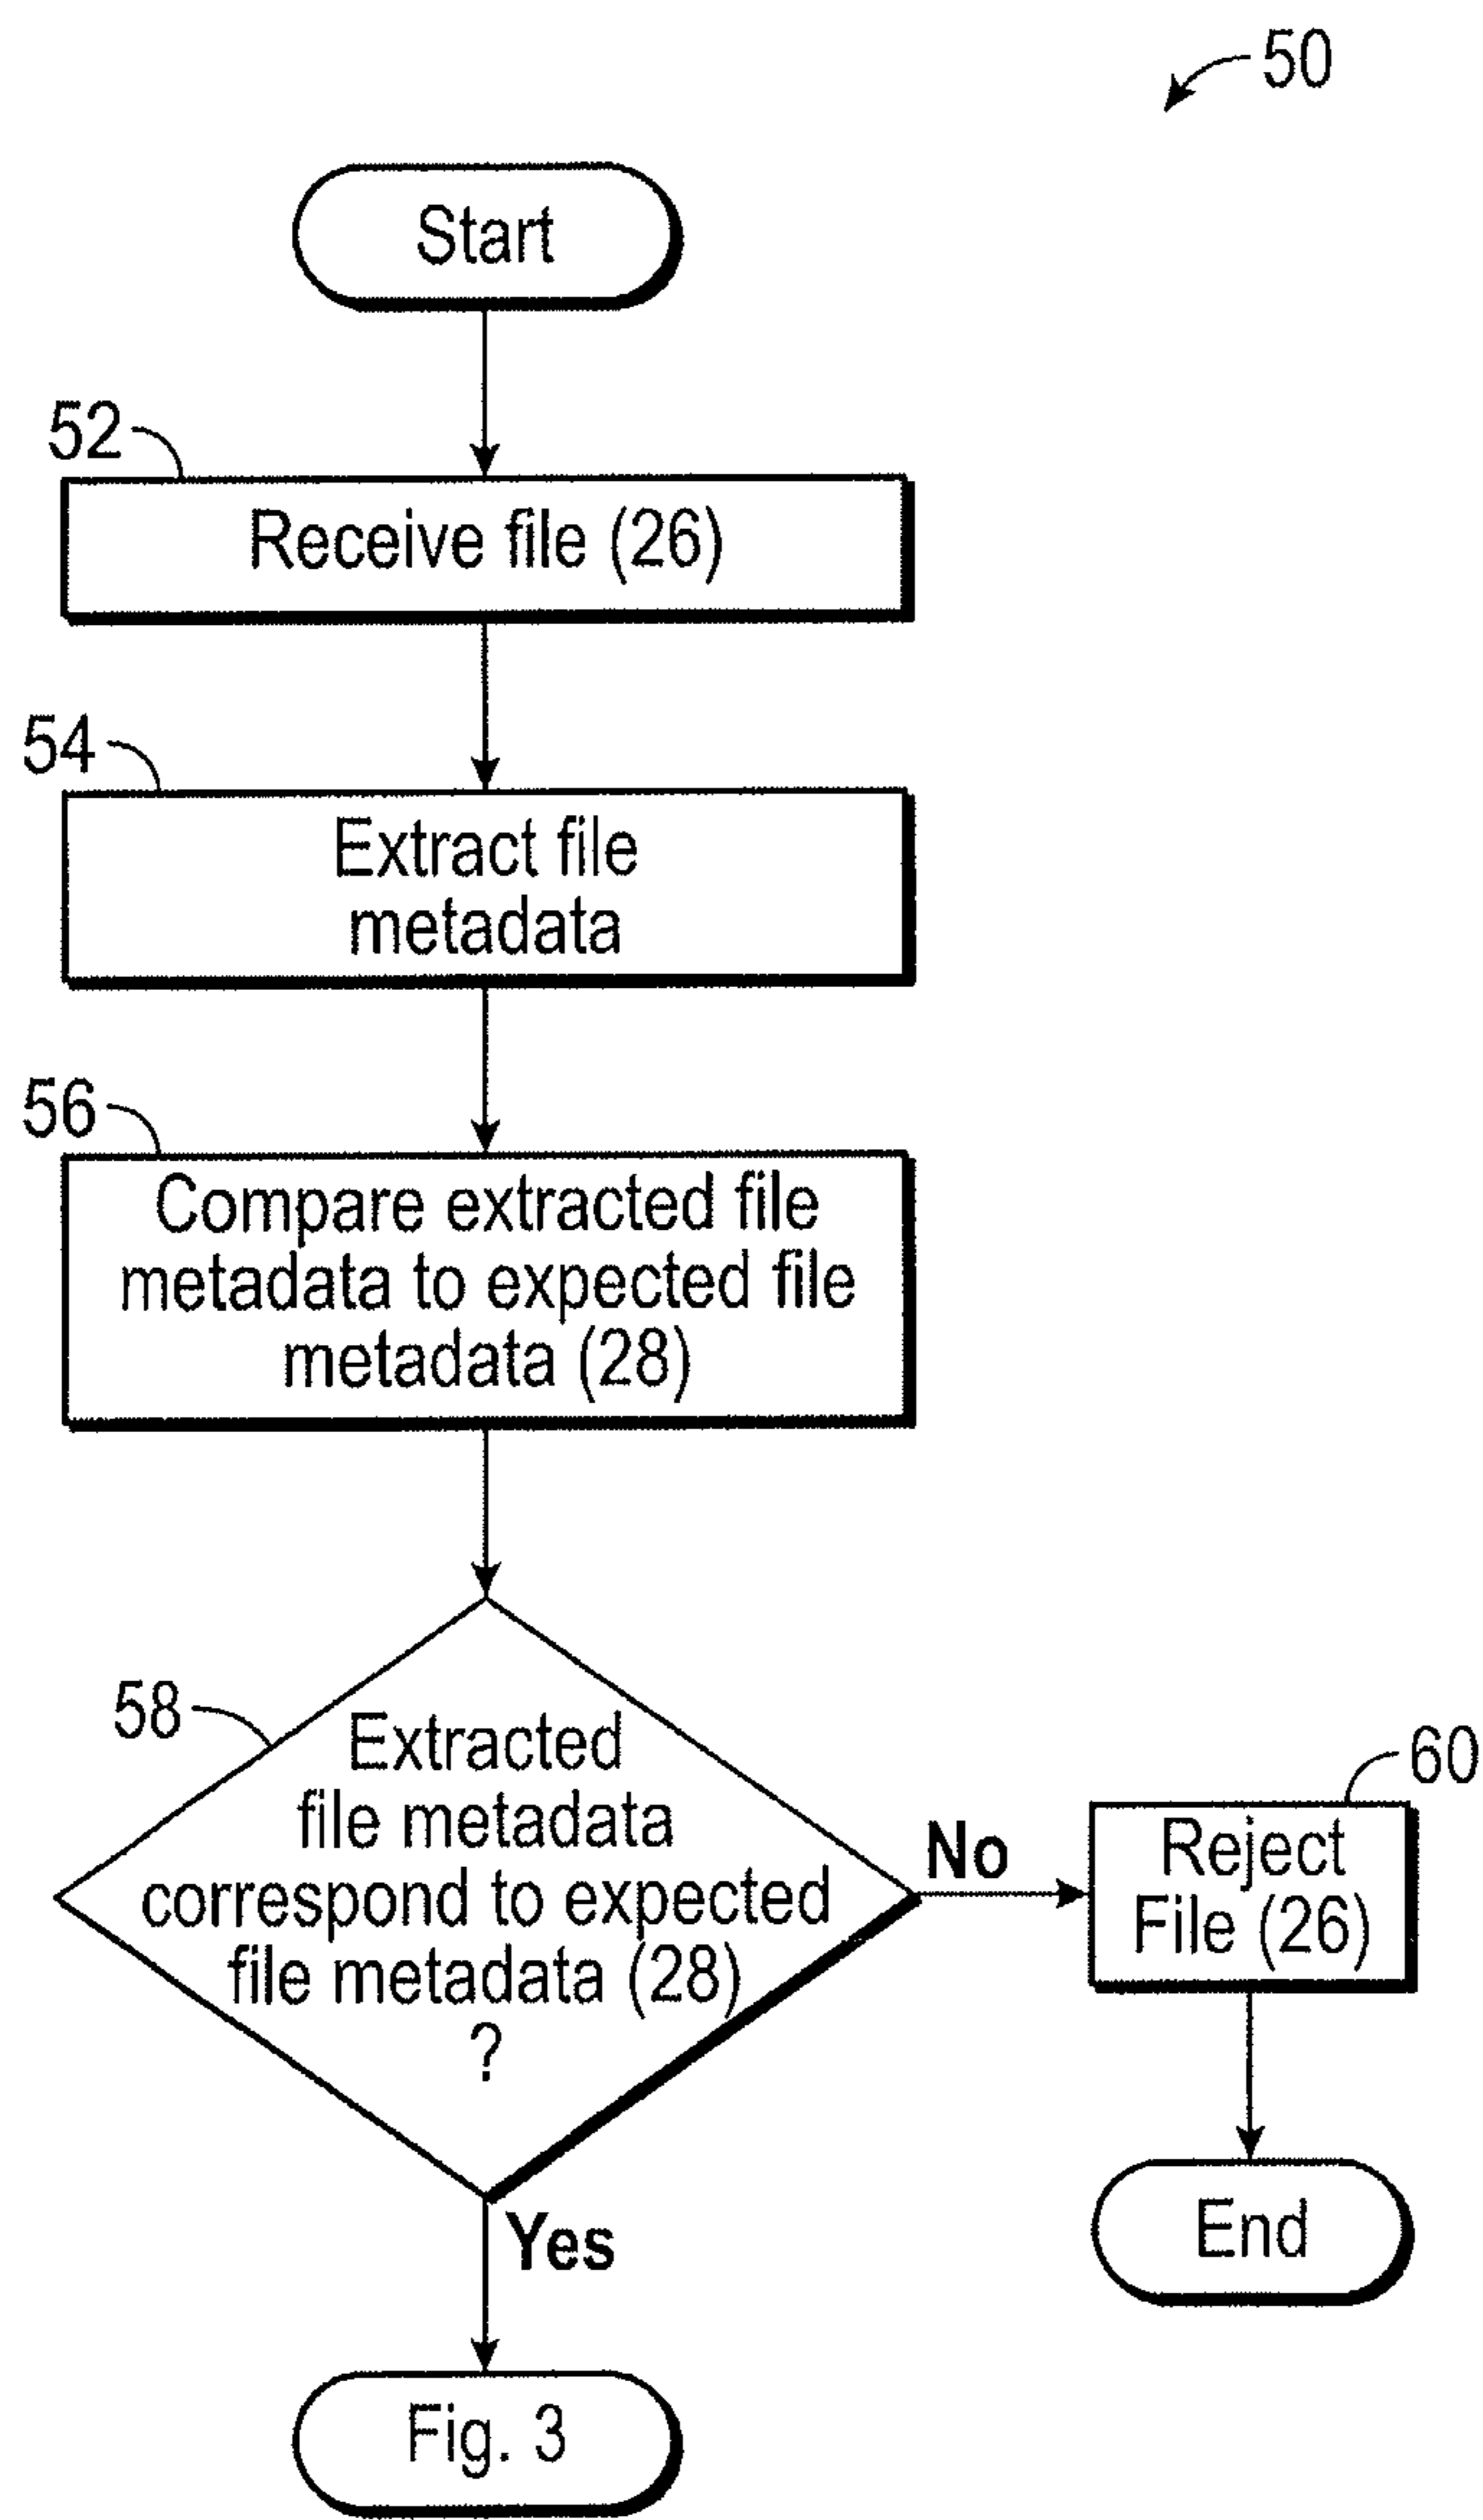 50
Start
52
Receive file (26)
54
Extract file
metadata
56
Compare extracted file
metadata to expected file
metadata (28)
58
Extracted
file metadata
correspond to expected
file metadata (28)
?
No
60
Reject
File (26)
End
Yes
Fig. 3